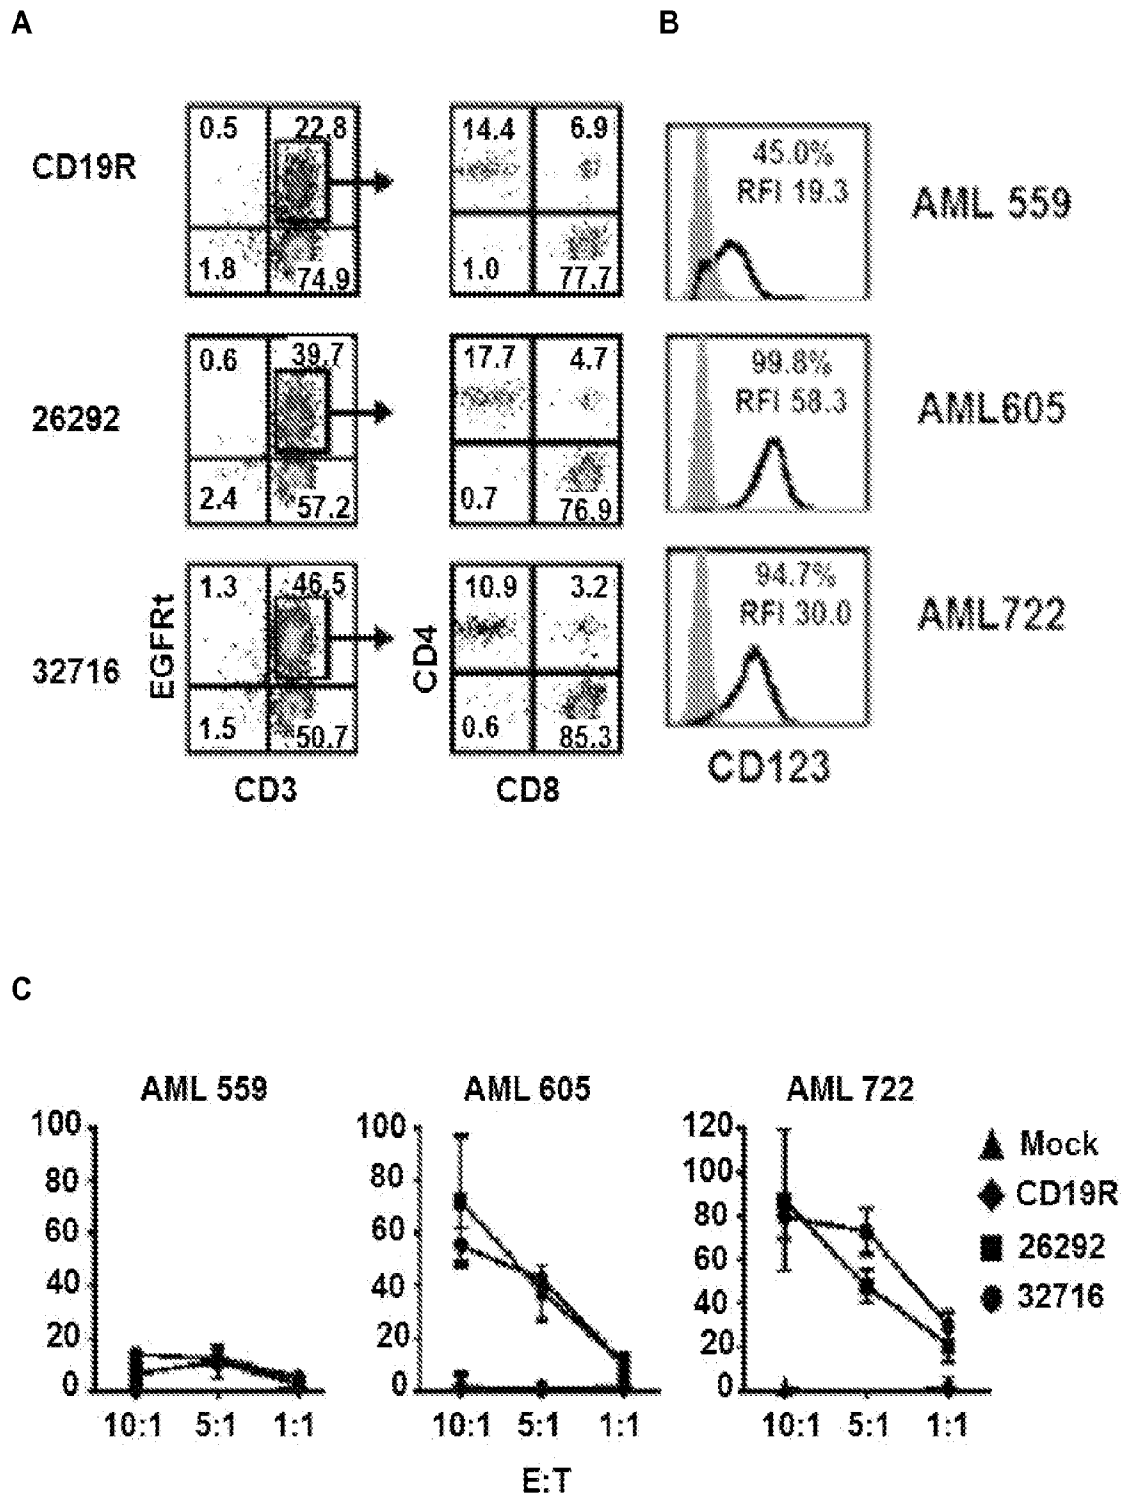 A
B
CD19R
0.5
22.8
1.8
74.9
14.4
6.9
1.0
77.7
45.0%
RFI 19.3
AML 559
26292
0.6
39.7
2.4
57.2
17.7
4.7
0.7
76.9
99.8%
RFI 58.3
AML605
32716
EGFRt
1.3
46.5
1.5
50.7
CD4
10.9
3.2
0.6
85.3
94.7%
RFI 30.0
AML722
CD3
CD8
CD123
C
AML 559
AML 605
AML 722
100
80
60
40
20
0
10:1
5:1
1:1
100
80
60
40
20
0
10:1
5:1
1:1
120
100
80
60
40
20
0
10:1
5:1
1:1
Mock
CD19R
26292
32716
E:T